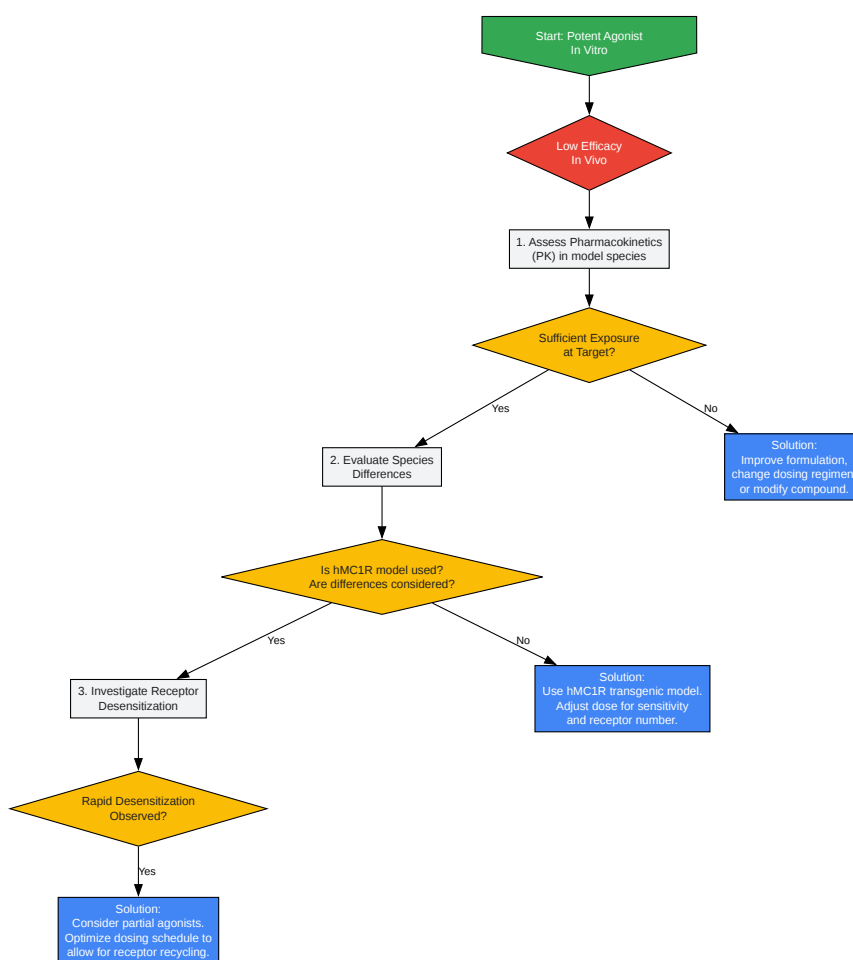 Start: Potent Agonist
In Vitro
Low Efficacy
In Vivo
1. Assess Pharmacokinetics
(PK) in model species
Sufficient Exposure
at Target?
Yes
No
Solution:
Improve formulation,
change dosing regimen
or modify compound.
2. Evaluate Species
Differences
Is hMC1R model used?
Are differences considered?
Yes
No
Solution:
Use hMC1R transgenic model.
Adjust dose for sensitivity
and receptor number.
3. Investigate Receptor
Desensitization
Rapid Desensitization
Observed?
Yes
Solution:
Consider partial agonists.
Optimize dosing schedule to
allow for receptor recycling.